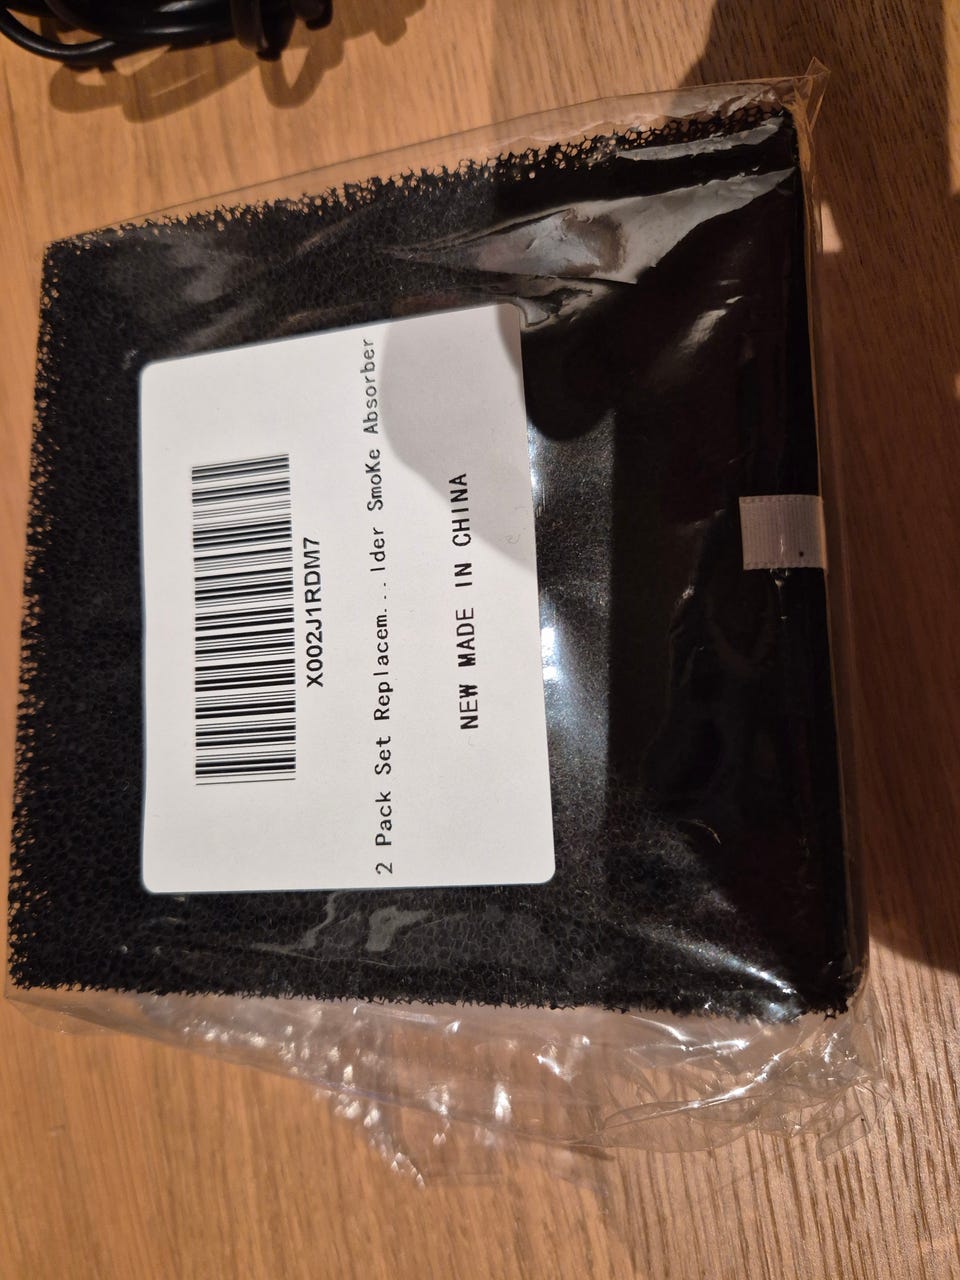 X002J1RDM7
2 Pack Set Replacem...lder SmoKe Absorber
NEW MADE IN CHINA